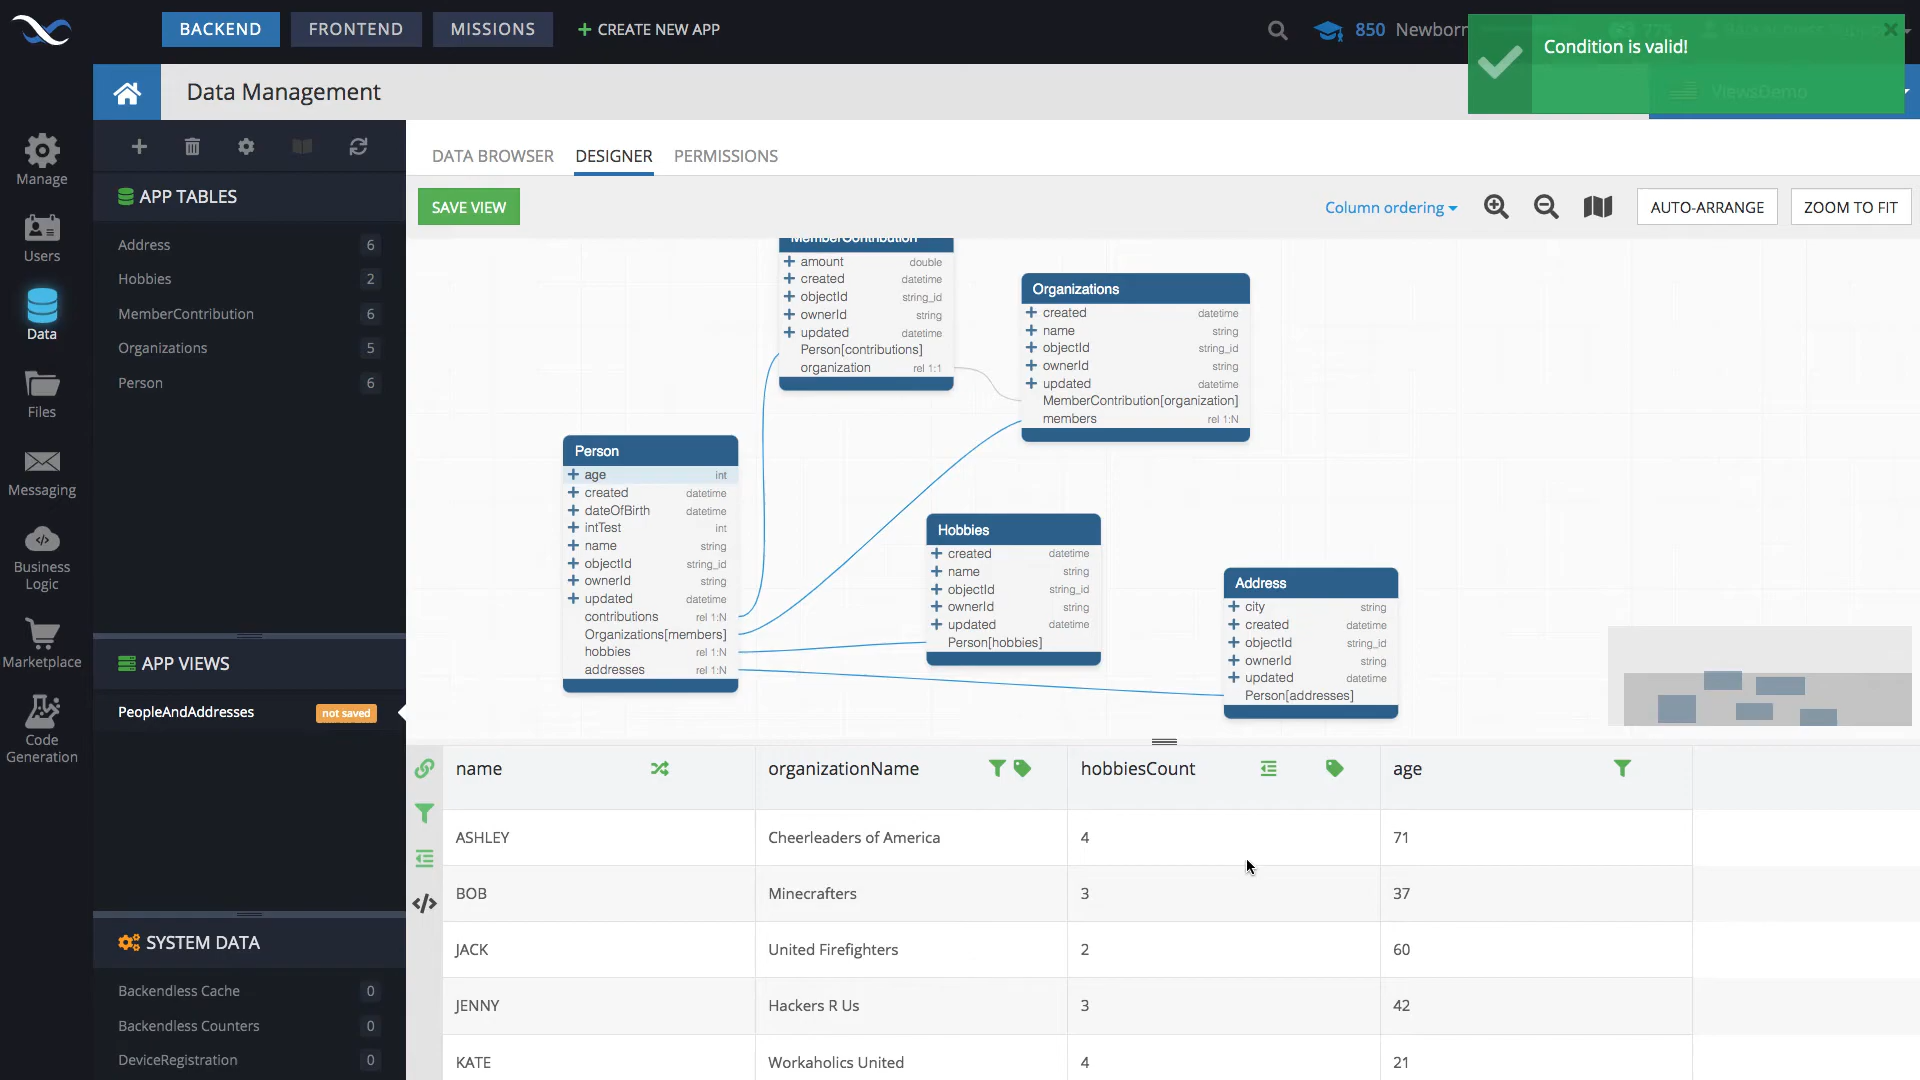 BACKEND
FRONTEND
MISSIONS
CREATE NEW APP
850 Newborn
Condition is valid!
ViewsDemo
Data Management
Manage
Users
Data
Files
Messaging
Business
Logic
Marketplace
Code
Generation
APP TABLES
Address 6
Hobbies 2
MemberContribution 6
Organizations 5
Person 6
APP VIEWS
PeopleAndAddresses not saved
SYSTEM DATA
Backendless Cache 0
Backendless Counters 0
DeviceRegistration 0
DATA BROWSER
DESIGNER
PERMISSIONS
SAVE VIEW
Column ordering
AUTO-ARRANGE
ZOOM TO FIT
MemberContribution
amount double
created datetime
objectId string_id
ownerId string
updated datetime
Person[contributions]
organization rel 1:1
Organizations
created datetime
name string
objectId string_id
ownerId string
updated datetime
MemberContribution[organization]
members rel 1:N
Person
age int
created datetime
dateOfBirth datetime
intTest int
name string
objectId string_id
ownerId string
updated datetime
contributions rel 1:N
Organizations[members]
hobbies rel 1:N
addresses rel 1:N
Hobbies
created datetime
name string
objectId string_id
ownerId string
updated datetime
Person[hobbies]
Address
city string
created datetime
objectId string_id
ownerId string
updated datetime
Person[addresses]
name organizationName hobbiesCount age
ASHLEY Cheerleaders of America 4 71
BOB Minecrafters 3 37
JACK United Firefighters 2 60
JENNY Hackers R Us 3 42
KATE Workaholics United 4 21